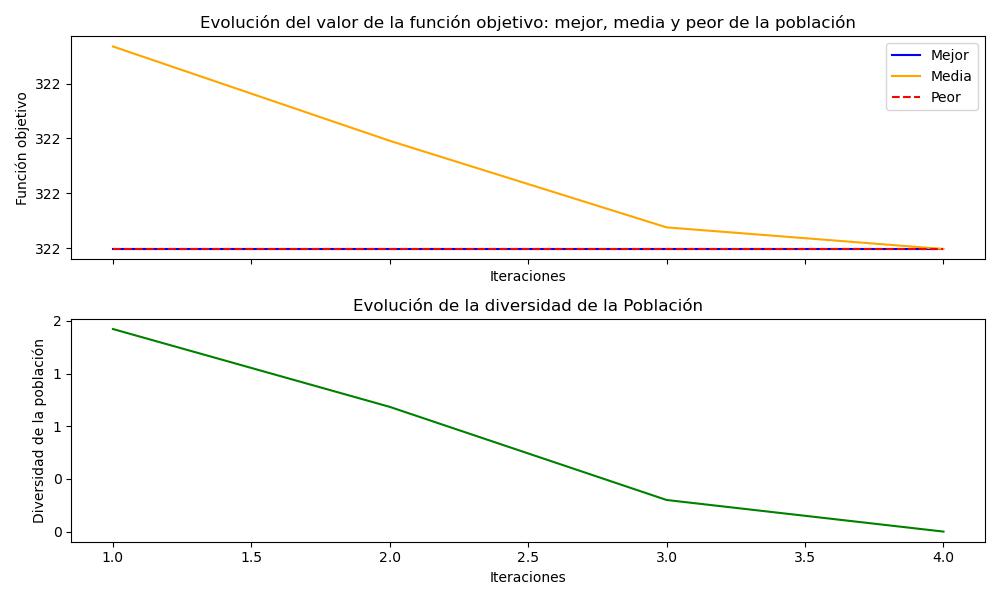 Evolución del valor de la función objetivo: mejor, media y peor de la población
Función objetivo
322
322
322
322
Mejor
Media
Peor
Iteraciones
Evolución de la diversidad de la Población
Diversidad de la población
2
1
1
0
0
1.0 1.5 2.0 2.5 3.0 3.5 4.0
Iteraciones